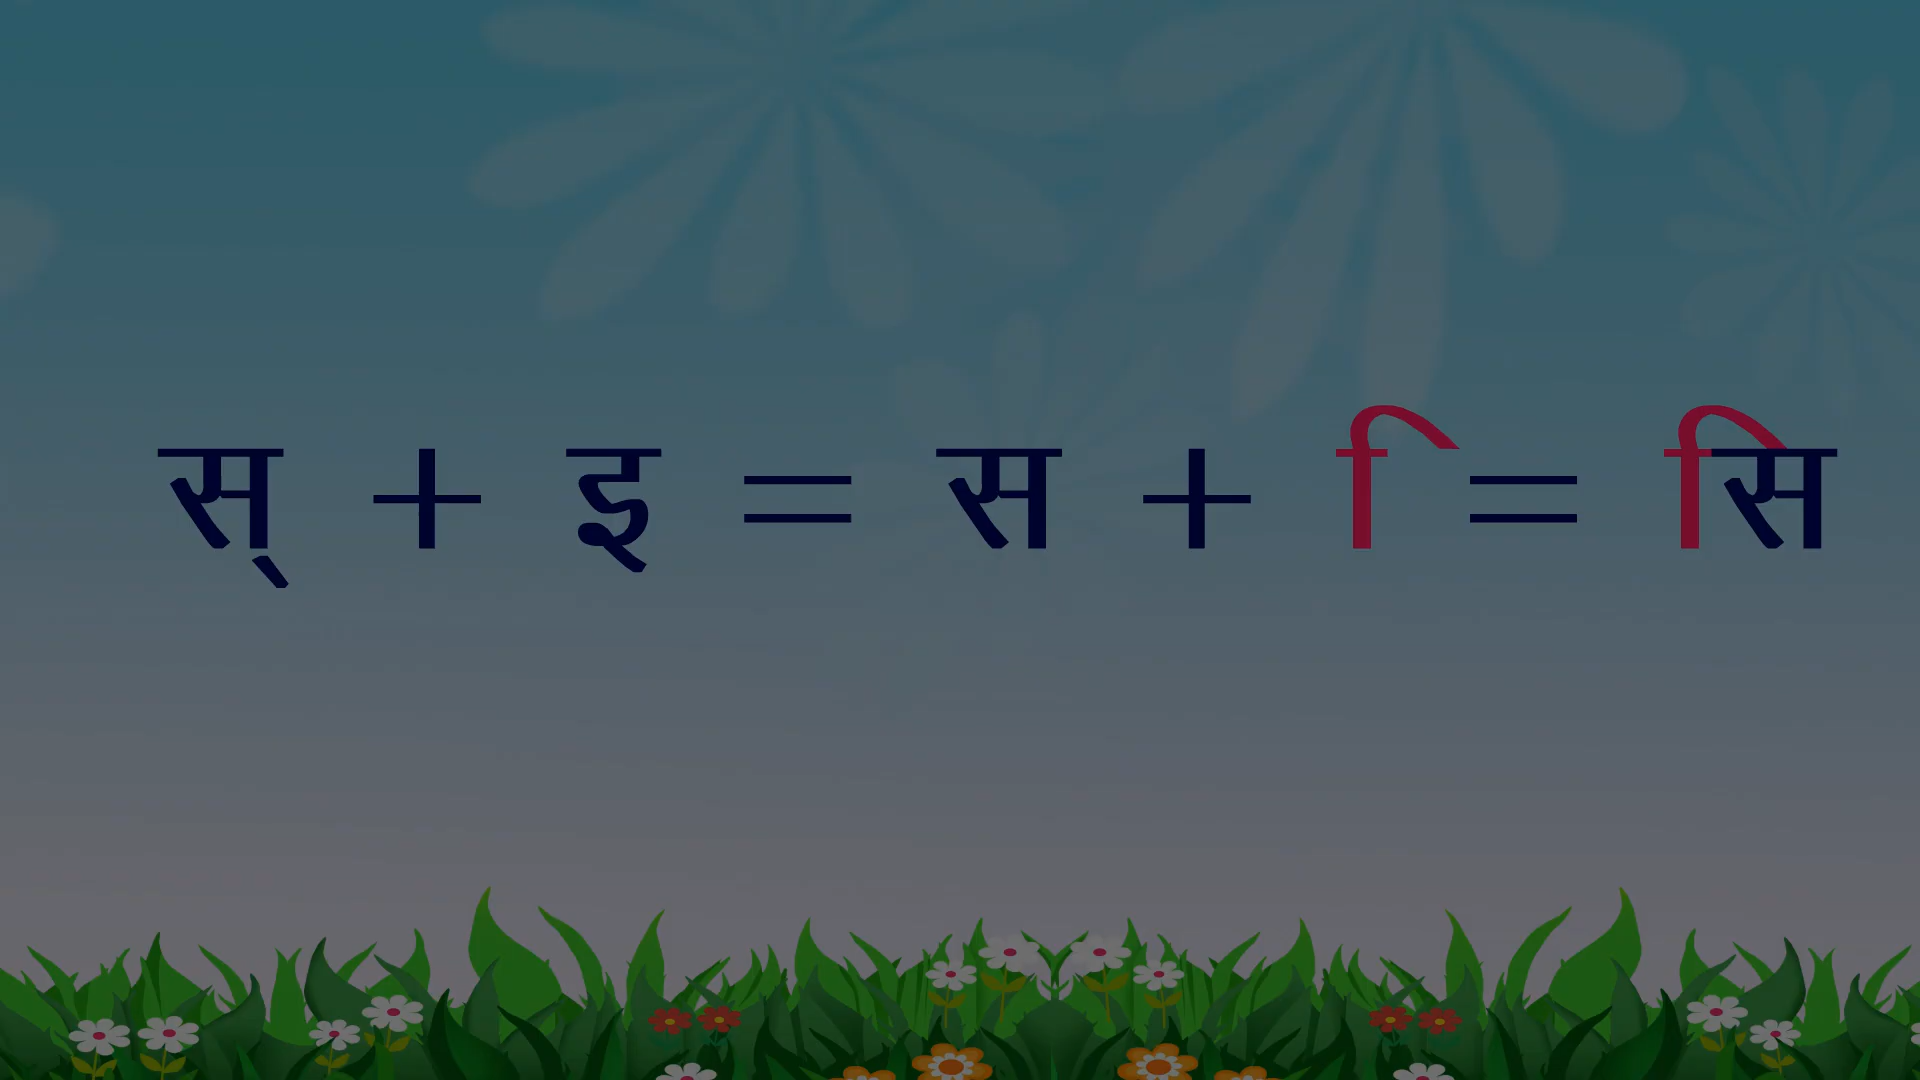 स् + इ = स + ि = सि